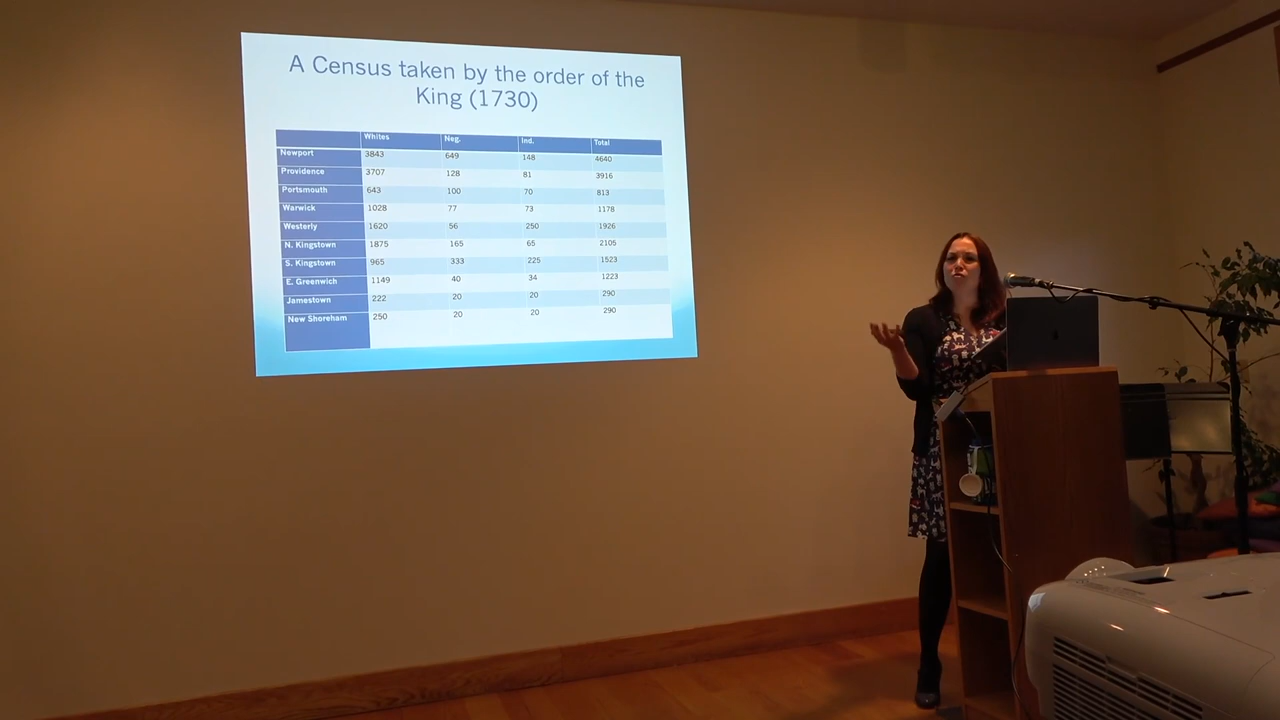 A Census taken by the order of the
King (1730)
Whites Neg. Ind. Total
Newport 3843 649 148 4640
Providence 3707 128 81 3916
Portsmouth 643 100 70 813
Warwick 1028 77 73 1178
Westerly 1620 56 250 1926
N. Kingstown 1875 165 65 2105
S. Kingstown 965 333 225 1523
E. Greenwich 1149 40 34 1223
Jamestown 222 20 20 290
New Shoreham 250 20 20 290